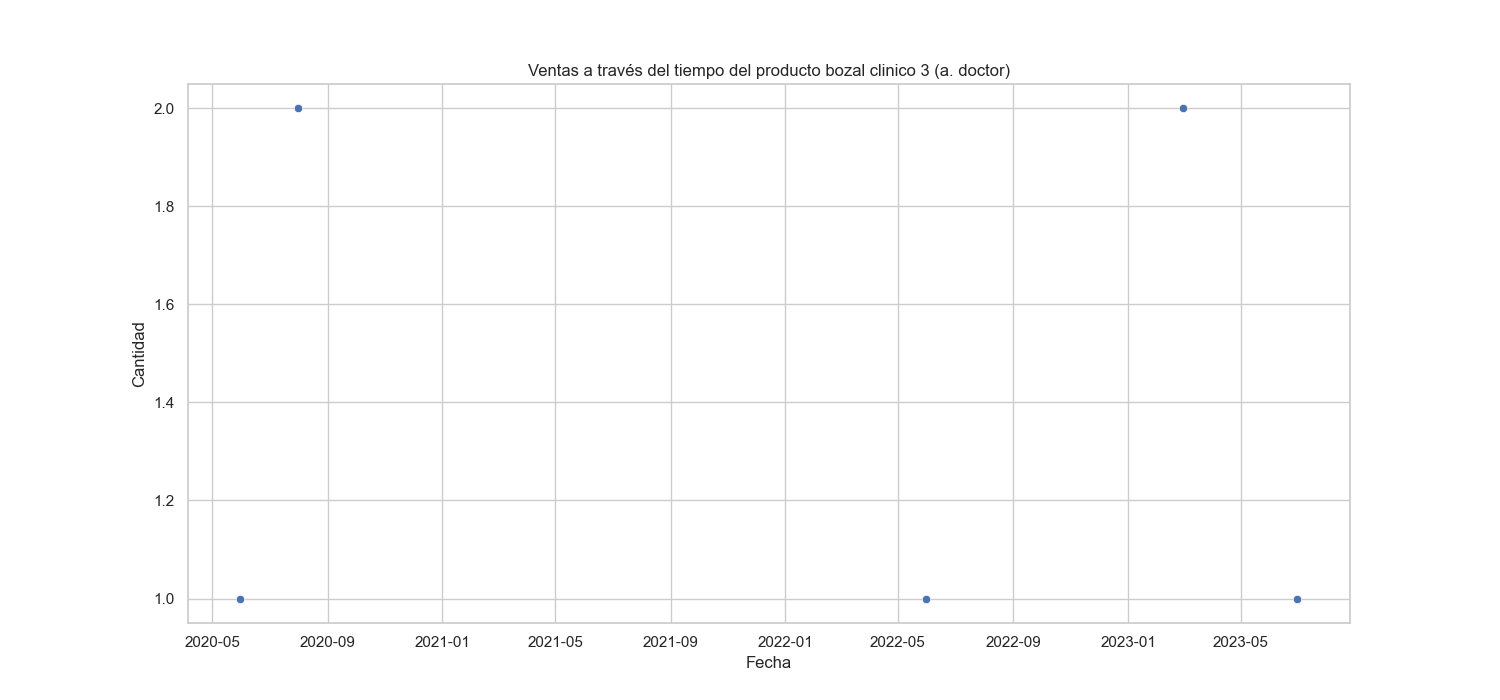 Ventas a través del tiempo del producto bozal clinico 3 (a. doctor)
2.0
1.8
1.6
1.4
1.2
1.0
Cantidad
2020-05 2020-09 2021-01 2021-05 2021-09 2022-01 2022-05 2022-09 2023-01 2023-05
Fecha